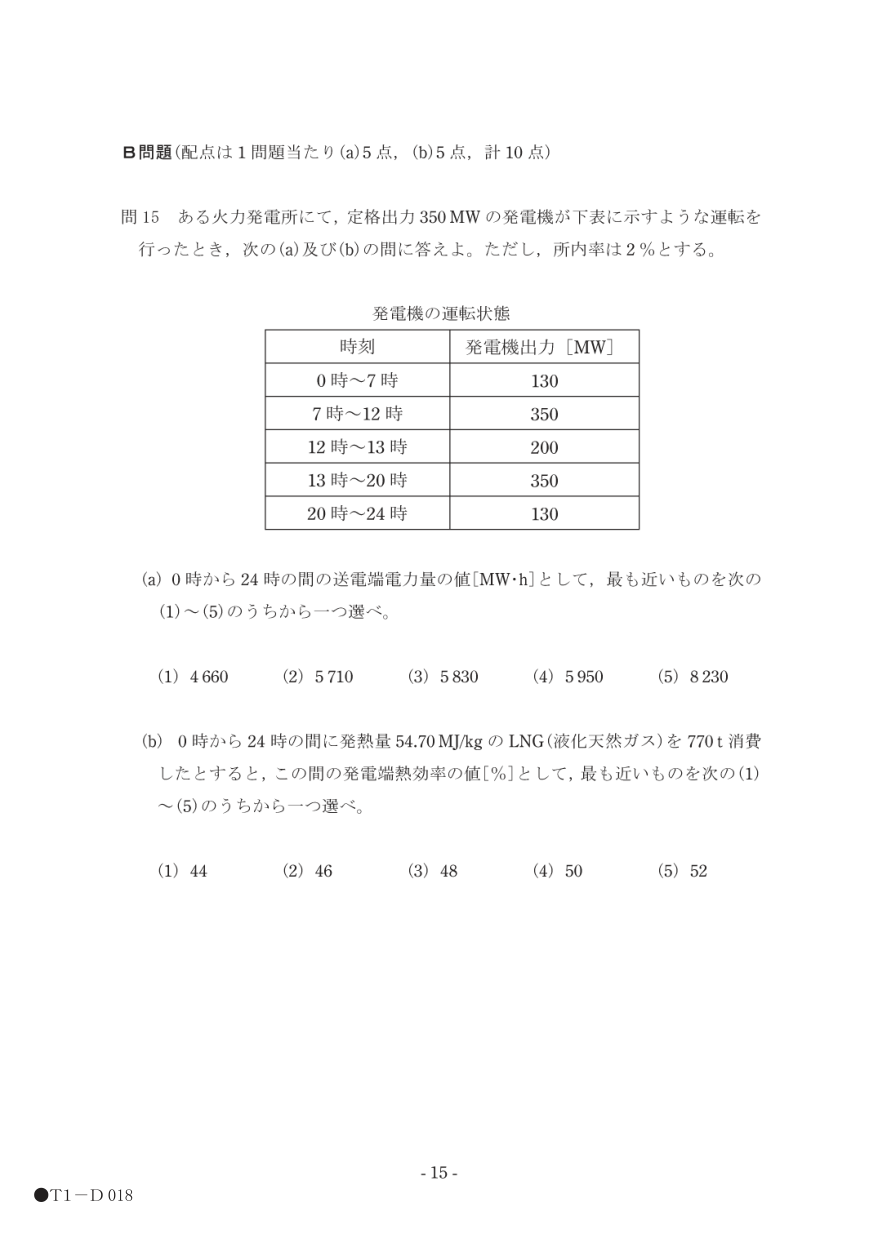 B問題(配点は1問題当たり(a)5点,(b)5点,計10点)
問15 ある火力発電所にて,定格出力350 MWの発電機が下表に示すような運転を
行ったとき,次の(a)及び(b)の問に答えよ。ただし,所内率は2 %とする。
発電機の運転状態
時刻 発電機出力[MW]
0時~7時 130
7時~12時 350
12時~13時 200
13時~20時 350
20時~24時 130
(a) 0時から24時の間の送電端電力量の値[MW・h]として,最も近いものを次の
(1)~(5)のうちから一つ選べ。
(1) 4 660 (2) 5 710 (3) 5 830 (4) 5 950 (5) 8 230
(b) 0時から24時の間に発熱量54.70 MJ/kgのLNG(液化天然ガス)を770 t消費
したとすると,この間の発電端熱効率の値[%]として,最も近いものを次の(1)
~(5)のうちから一つ選べ。
(1) 44 (2) 46 (3) 48 (4) 50 (5) 52
- 15 -
●T1-D 018